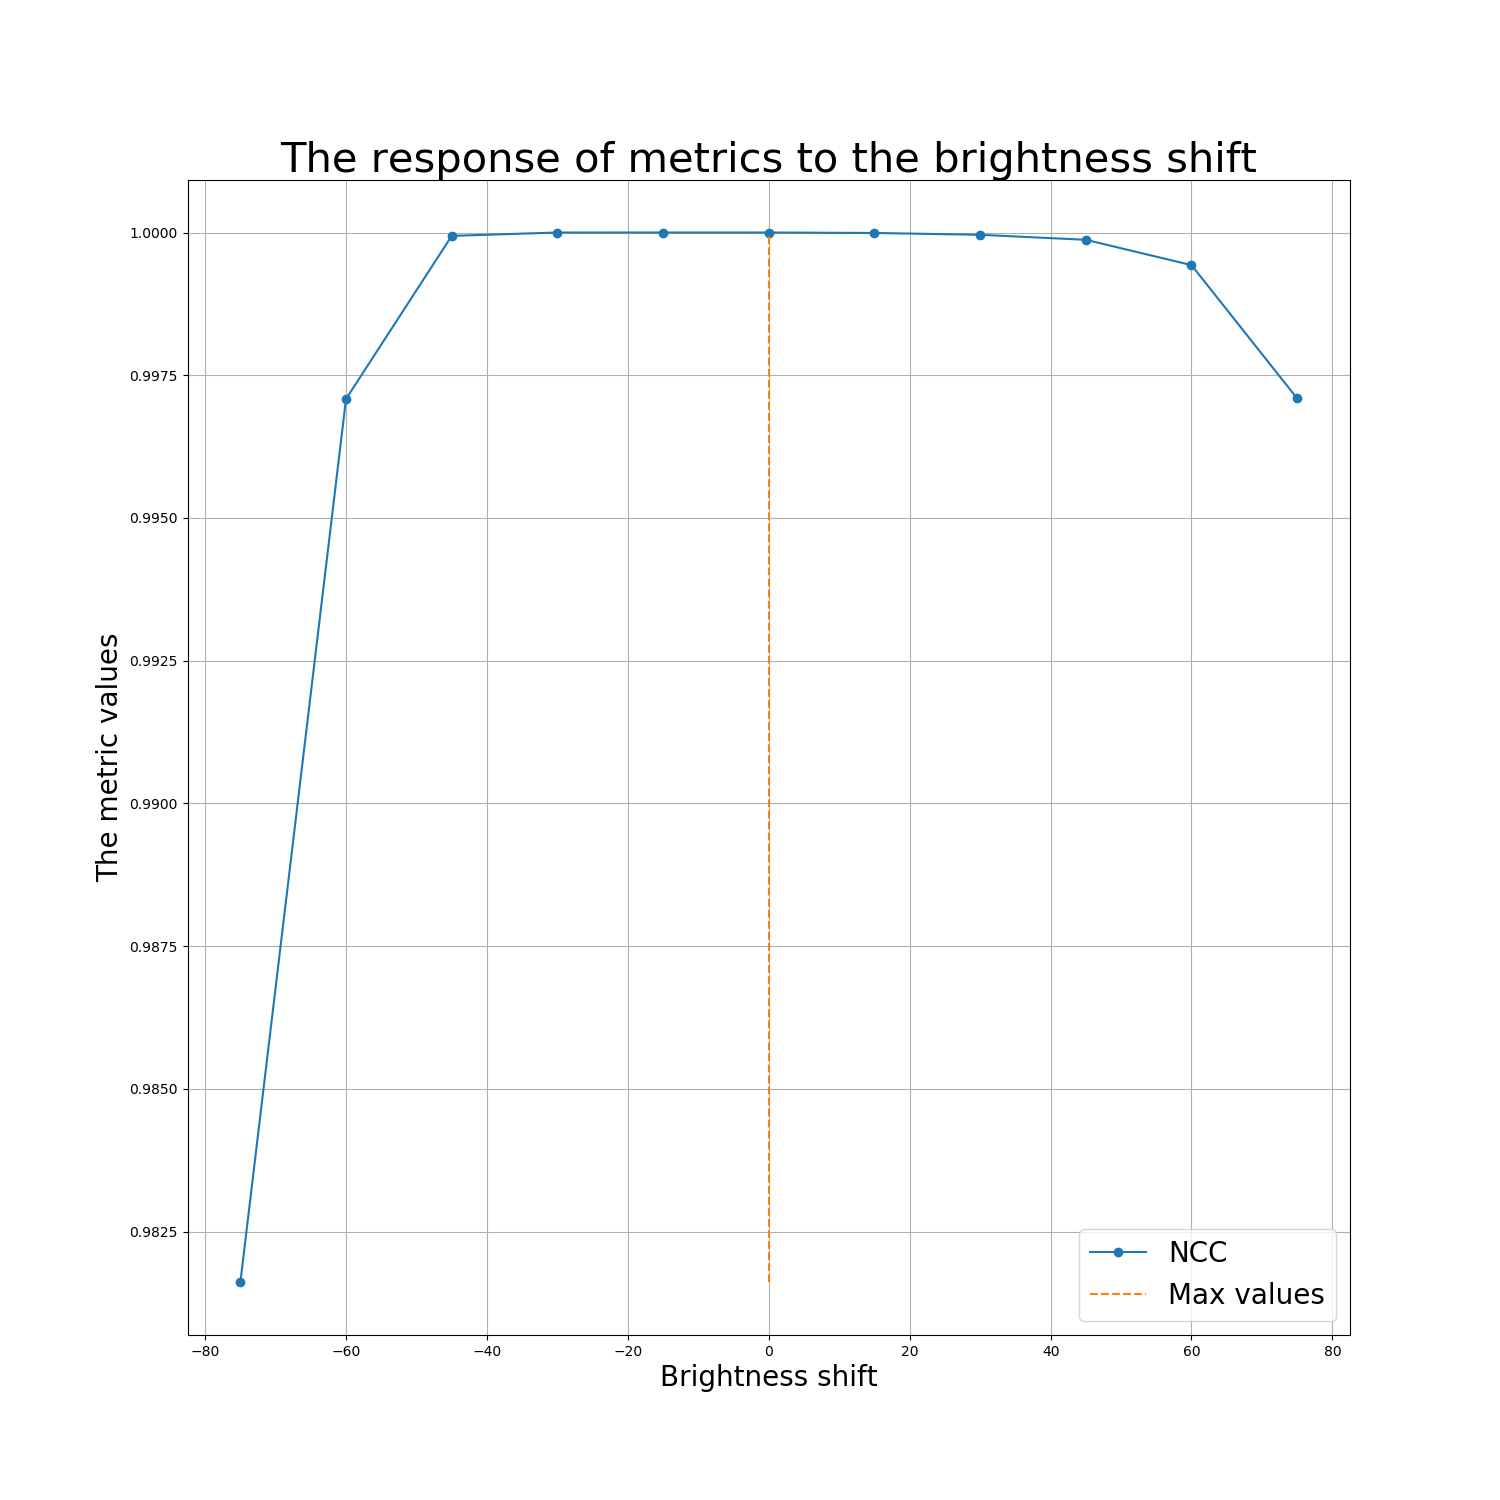 The response of metrics to the brightness shift
1.0000
0.9975
0.9950
0.9925
0.9900
0.9875
0.9850
0.9825
The metric values
−80 −60 −40 −20 0 20 40 60 80
Brightness shift
NCC
Max values